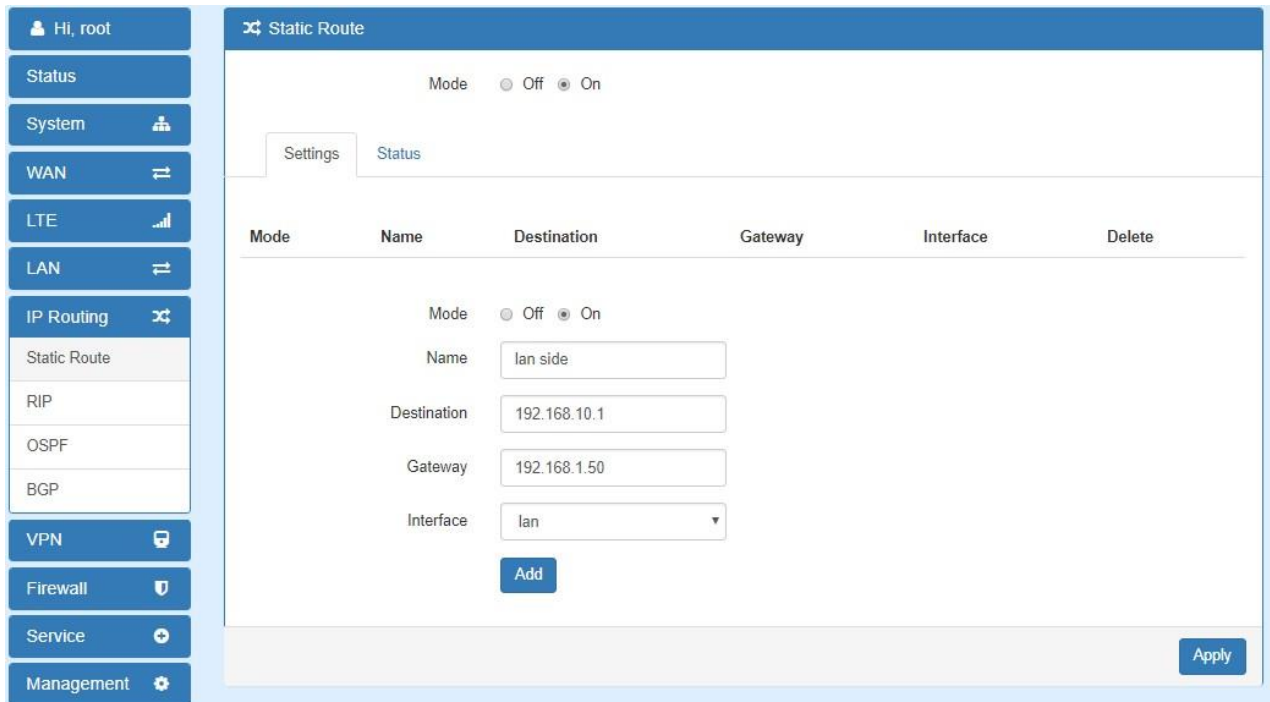 Hi, root
Status
System
WAN
LTE
LAN
IP Routing
Static Route
RIP
OSPF
BGP
VPN
Firewall
Service
Management
Static Route
Mode Off On
Settings Status
Mode Name Destination Gateway Interface Delete
Mode Off On
Name lan side
Destination 192.168.10.1
Gateway 192.168.1.50
Interface lan
Add
Apply